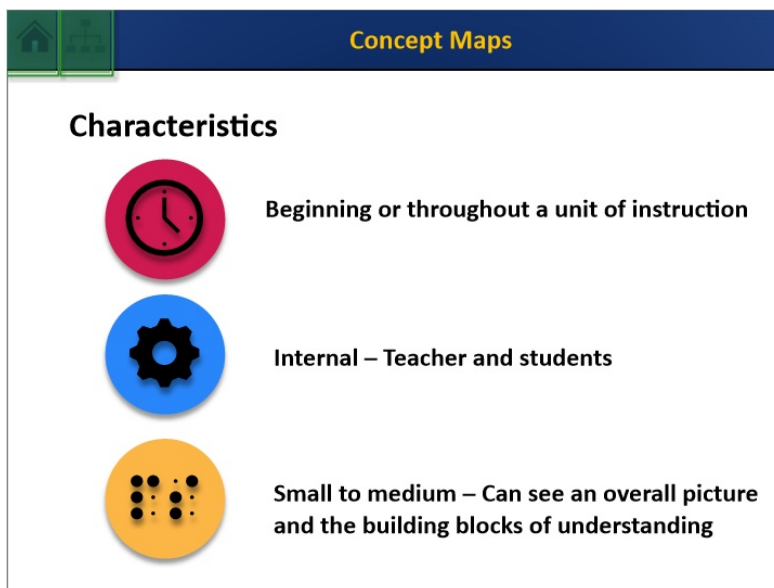 Concept Maps
Characteristics
Beginning or throughout a unit of instruction
Internal – Teacher and students
Small to medium – Can see an overall picture
and the building blocks of understanding